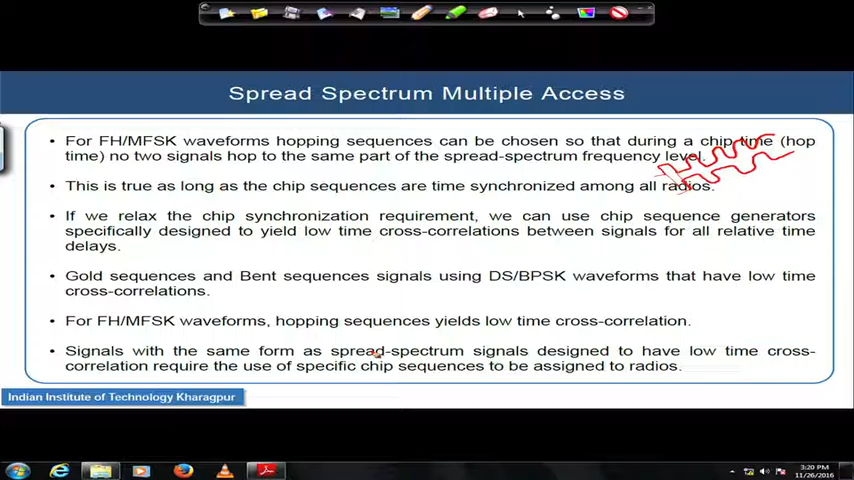 Spread Spectrum Multiple Access
• For FH/MFSK waveforms hopping sequences can be chosen so that during a chip time (hop
time) no two signals hop to the same part of the spread-spectrum frequency level.
• This is true as long as the chip sequences are time synchronized among all radios.
• If we relax the chip synchronization requirement, we can use chip sequence generators
specifically designed to yield low time cross-correlations between signals for all relative time
delays.
• Gold sequences and Bent sequences signals using DS/BPSK waveforms that have low time
cross-correlations.
• For FH/MFSK waveforms, hopping sequences yields low time cross-correlation.
• Signals with the same form as spread-spectrum signals designed to have low time cross-
correlation require the use of specific chip sequences to be assigned to radios.
Indian Institute of Technology Kharagpur
3:20 PM
11/26/2016